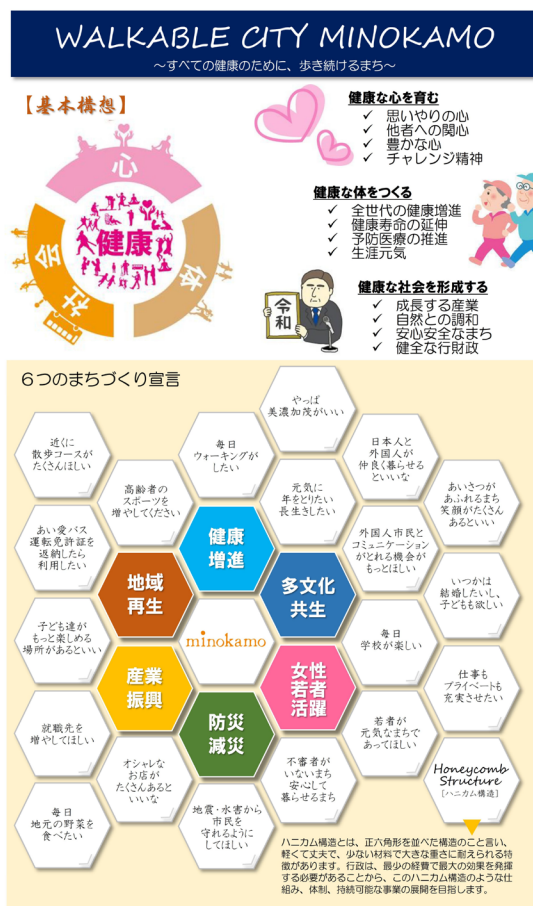 WALKABLE CITY MINOKAMO
～すべての健康のために、歩き続けるまち～
【基本構想】
心
健康
社会
体
健康な心を育む
✓ 思いやりの心
✓ 他者への関心
✓ 豊かな心
✓ チャレンジ精神
健康な体をつくる
✓ 全世代の健康増進
✓ 健康寿命の延伸
✓ 予防医療の推進
✓ 生涯元気
令和
健康な社会を形成する
✓ 成長する産業
✓ 自然との調和
✓ 安心安全なまち
✓ 健全な行財政
６つのまちづくり宣言
やっぱ
美濃加茂がいい
近くに
散歩コースが
たくさんほしい
毎日
ウォーキングが
したい
日本人と
外国人が
仲良く暮らせる
といいな
高齢者の
スポーツを
増やしてください
元気に
年をとりたい
長生きしたい
あいさつが
あふれるまち
笑顔がたくさん
あるといい
あい愛バス
運転免許証を
返納したら
利用したい
健康
増進
外国人市民と
コミュニケーション
がとれる機会が
もっとほしい
地域
再生
多文化
共生
いつかは
結婚したいし、
子どもも欲しい
子ども達が
もっと楽しめる
場所があるといい
minokamo
毎日
学校が楽しい
産業
振興
女性
若者
活躍
仕事も
プライベートも
充実させたい
就職先を
増やしてほしい
防災
減災
若者が
元気なまちで
あってほしい
オシャレな
お店が
たくさんあると
いいな
不審者が
いないまち
安心して
暮らせるまち
Honeycomb
Structure
[ハニカム構造]
毎日
地元の野菜を
食べたい
地震・水害から
市民を
守れるように
してほしい
ハニカム構造とは、正六角形を並べた構造のこと言い、
軽くて丈夫で、少ない材料で大きな重さに耐えられる特
徴があります。行政は、最少の経費で最大の効果を発揮
する必要があることから、このハニカム構造のような仕
組み、体制、持続可能な事業の展開を目指します。